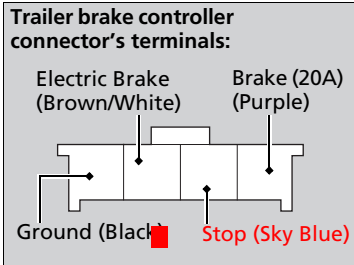 Trailer brake controller
connector's terminals:
Electric Brake
(Brown/White)
Brake (20A)
(Purple)
Ground (Black
Stop (Sky Blue)